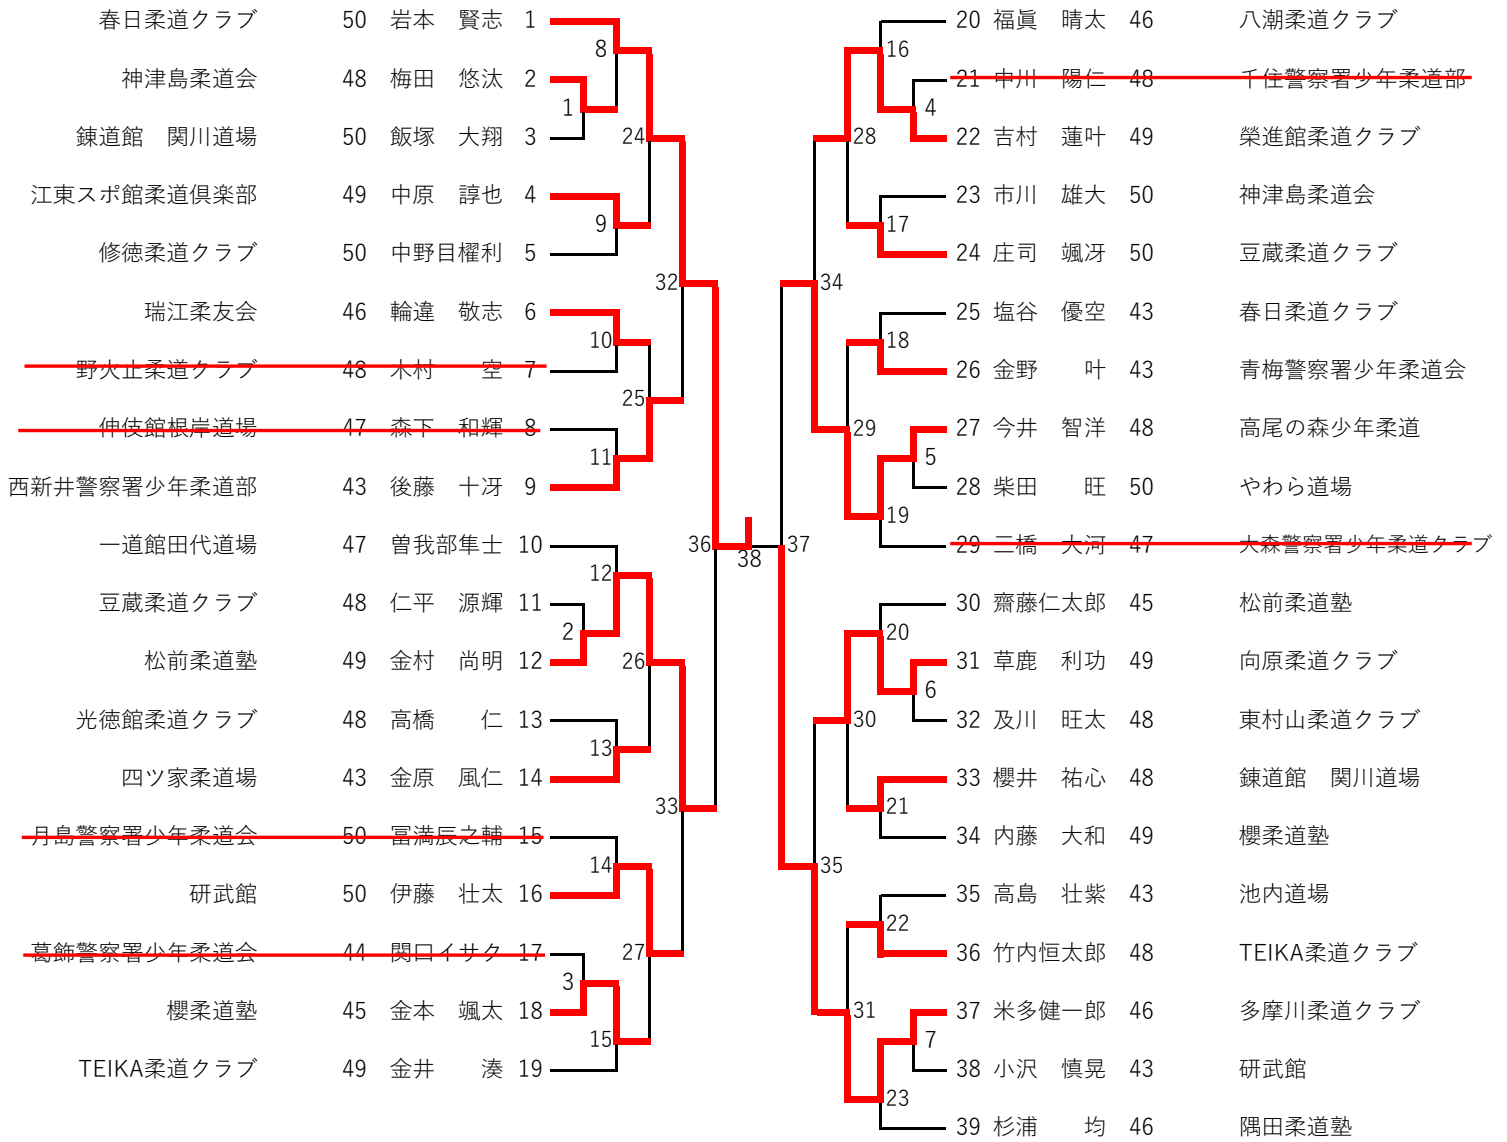 春日柔道クラブ 50 岩本 賢志 1
神津島柔道会 48 梅田 悠汰 2
錬道館 関川道場 50 飯塚 大翔 3
江東スポ館柔道倶楽部 49 中原 諄也 4
修徳柔道クラブ 50 中野目櫂利 5
瑞江柔友会 46 輪違 敬志 6
野火止柔道クラブ 48 木村 空 7
伸伎館根岸道場 47 森下 和輝 8
西新井警察署少年柔道部 43 後藤 十冴 9
一道館田代道場 47 曽我部隼士 10
豆蔵柔道クラブ 48 仁平 源輝 11
松前柔道塾 49 金村 尚明 12
光徳館柔道クラブ 48 高橋 仁 13
四ツ家柔道場 43 金原 風仁 14
月島警察署少年柔道会 50 冨満辰之輔 15
研武館 50 伊藤 壮太 16
葛飾警察署少年柔道会 44 関口イサク 17
櫻柔道塾 45 金本 颯太 18
TEIKA柔道クラブ 49 金井 湊 19
8
1
24
9
32
10
25
11
36
12
2
26
13
33
14
27
3
15
38
37
16
4
28
17
34
18
29
5
19
20
6
30
21
35
22
31
7
23
20 福眞 晴太 46 八潮柔道クラブ
21 中川 陽仁 48 千住警察署少年柔道部
22 吉村 蓮叶 49 榮進館柔道クラブ
23 市川 雄大 50 神津島柔道会
24 庄司 颯冴 50 豆蔵柔道クラブ
25 塩谷 優空 43 春日柔道クラブ
26 金野 叶 43 青梅警察署少年柔道会
27 今井 智洋 48 高尾の森少年柔道
28 柴田 旺 50 やわら道場
29 三橋 大河 47 大森警察署少年柔道クラブ
30 齋藤仁太郎 45 松前柔道塾
31 草鹿 利功 49 向原柔道クラブ
32 及川 旺太 48 東村山柔道クラブ
33 櫻井 祐心 48 錬道館 関川道場
34 内藤 大和 49 櫻柔道塾
35 高島 壮紫 43 池内道場
36 竹内恒太郎 48 TEIKA柔道クラブ
37 米多健一郎 46 多摩川柔道クラブ
38 小沢 慎晃 43 研武館
39 杉浦 均 46 隅田柔道塾